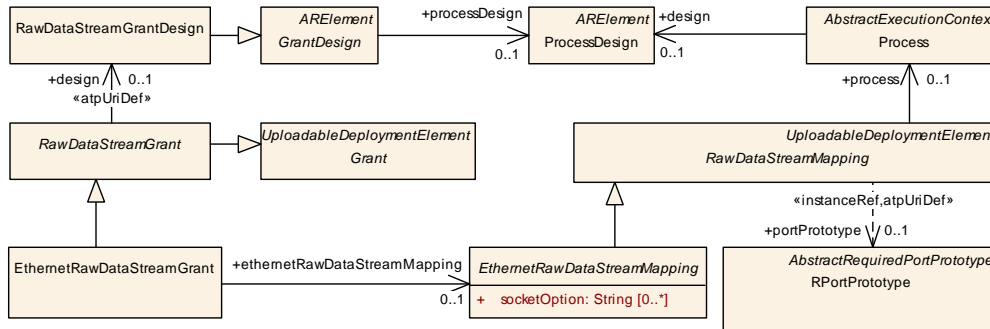 RawDataStreamGrantDesign
ARElement
GrantDesign
+processDesign
0..1
ARElement
ProcessDesign
+design
0..1
AbstractExecutionContext
Process
+design
0..1
«atpUriDef»
+process
0..1
RawDataStreamGrant
UploadableDeploymentElement
Grant
UploadableDeploymentElemen
RawDataStreamMapping
«instanceRef,atpUriDef»
+portPrototype
0..1
EthernetRawDataStreamGrant
+ethernetRawDataStreamMapping
0..1
EthernetRawDataStreamMapping
+ socketOption: String [0..*]
AbstractRequiredPortPrototype
RPortPrototype